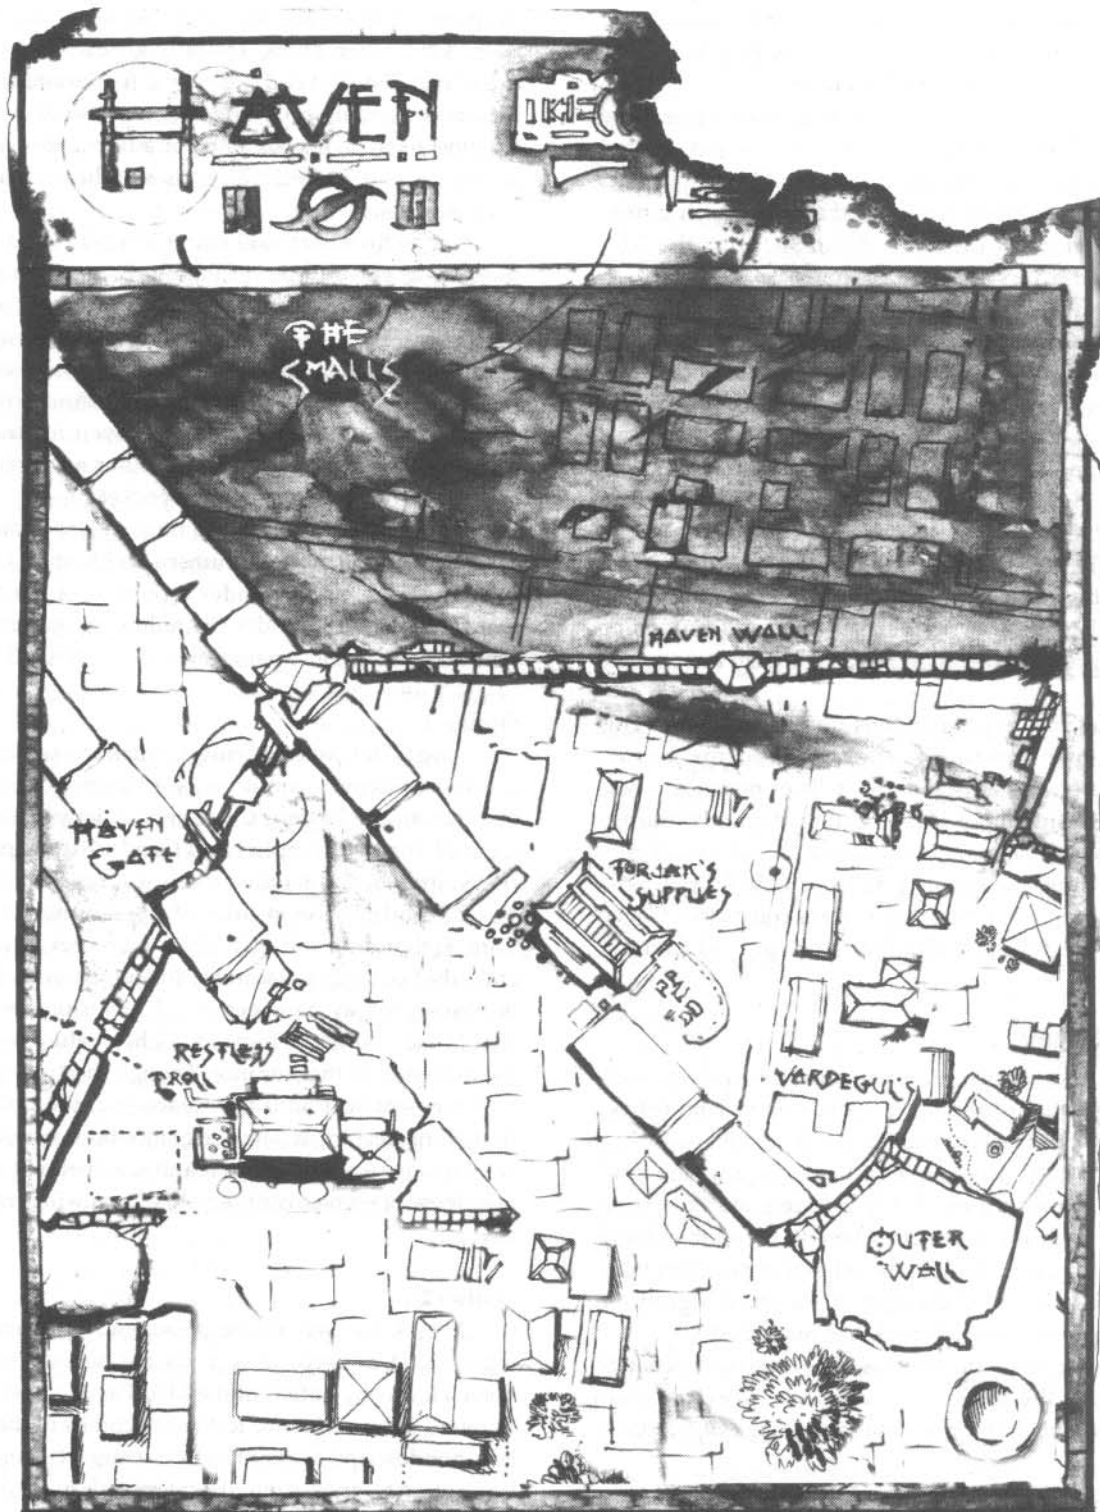 HAVEN
THE
SMALLS
HAVEN WALL
HAVEN
GATE
TORJAK'S
SUPPLIES
RESTLESS
TROLL
VARDEGUL'S
OUTER
WALL